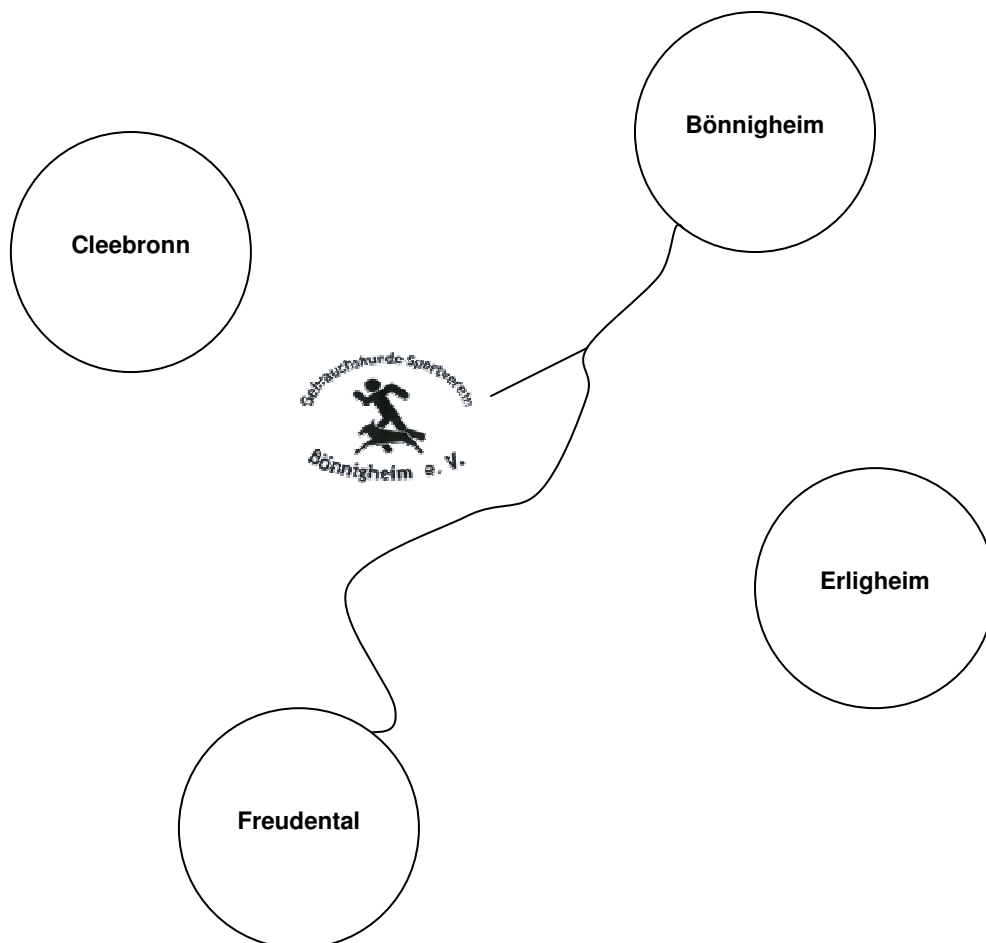 Bönnigheim
Cleebronn
Gebrauchshunde Sportverein
Bönnigheim e. V.
Erligheim
Freudental